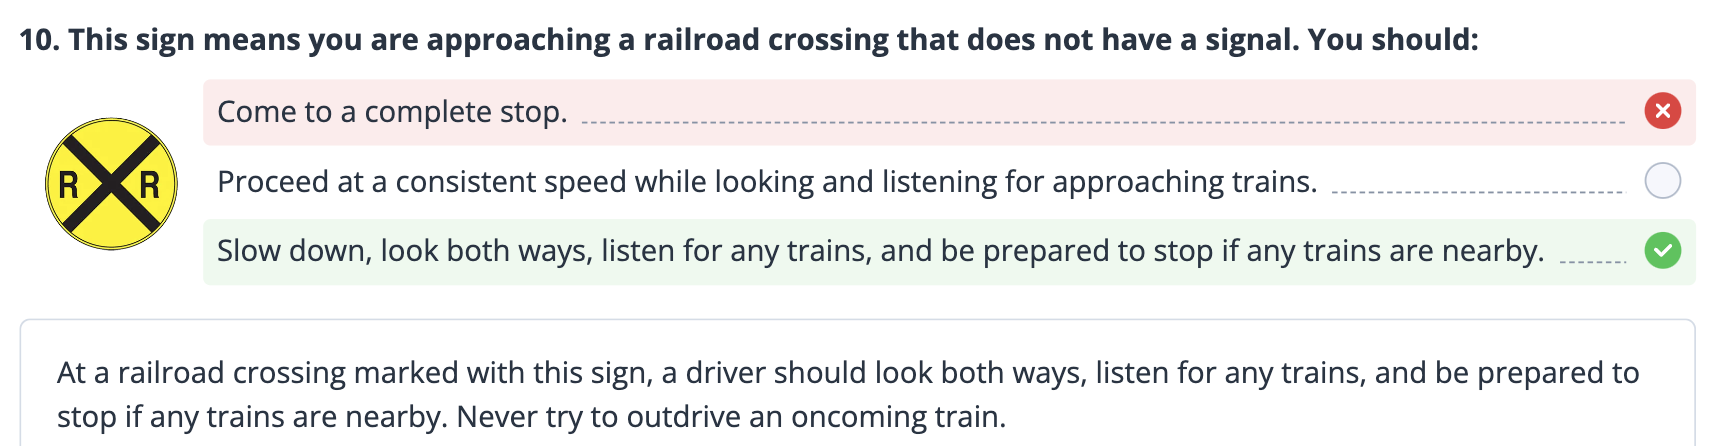 10. This sign means you are approaching a railroad crossing that does not have a signal. You should:
Come to a complete stop.
R R
Proceed at a consistent speed while looking and listening for approaching trains.
Slow down, look both ways, listen for any trains, and be prepared to stop if any trains are nearby.
At a railroad crossing marked with this sign, a driver should look both ways, listen for any trains, and be prepared to
stop if any trains are nearby. Never try to outdrive an oncoming train.